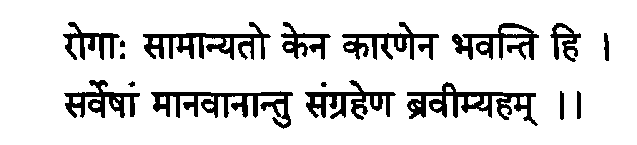 रोगाः सामान्यतो केन कारणेन भवन्ति हि ।
सर्वेषां मानवानान्तु संग्रहेण ब्रवीम्यहम् ।।